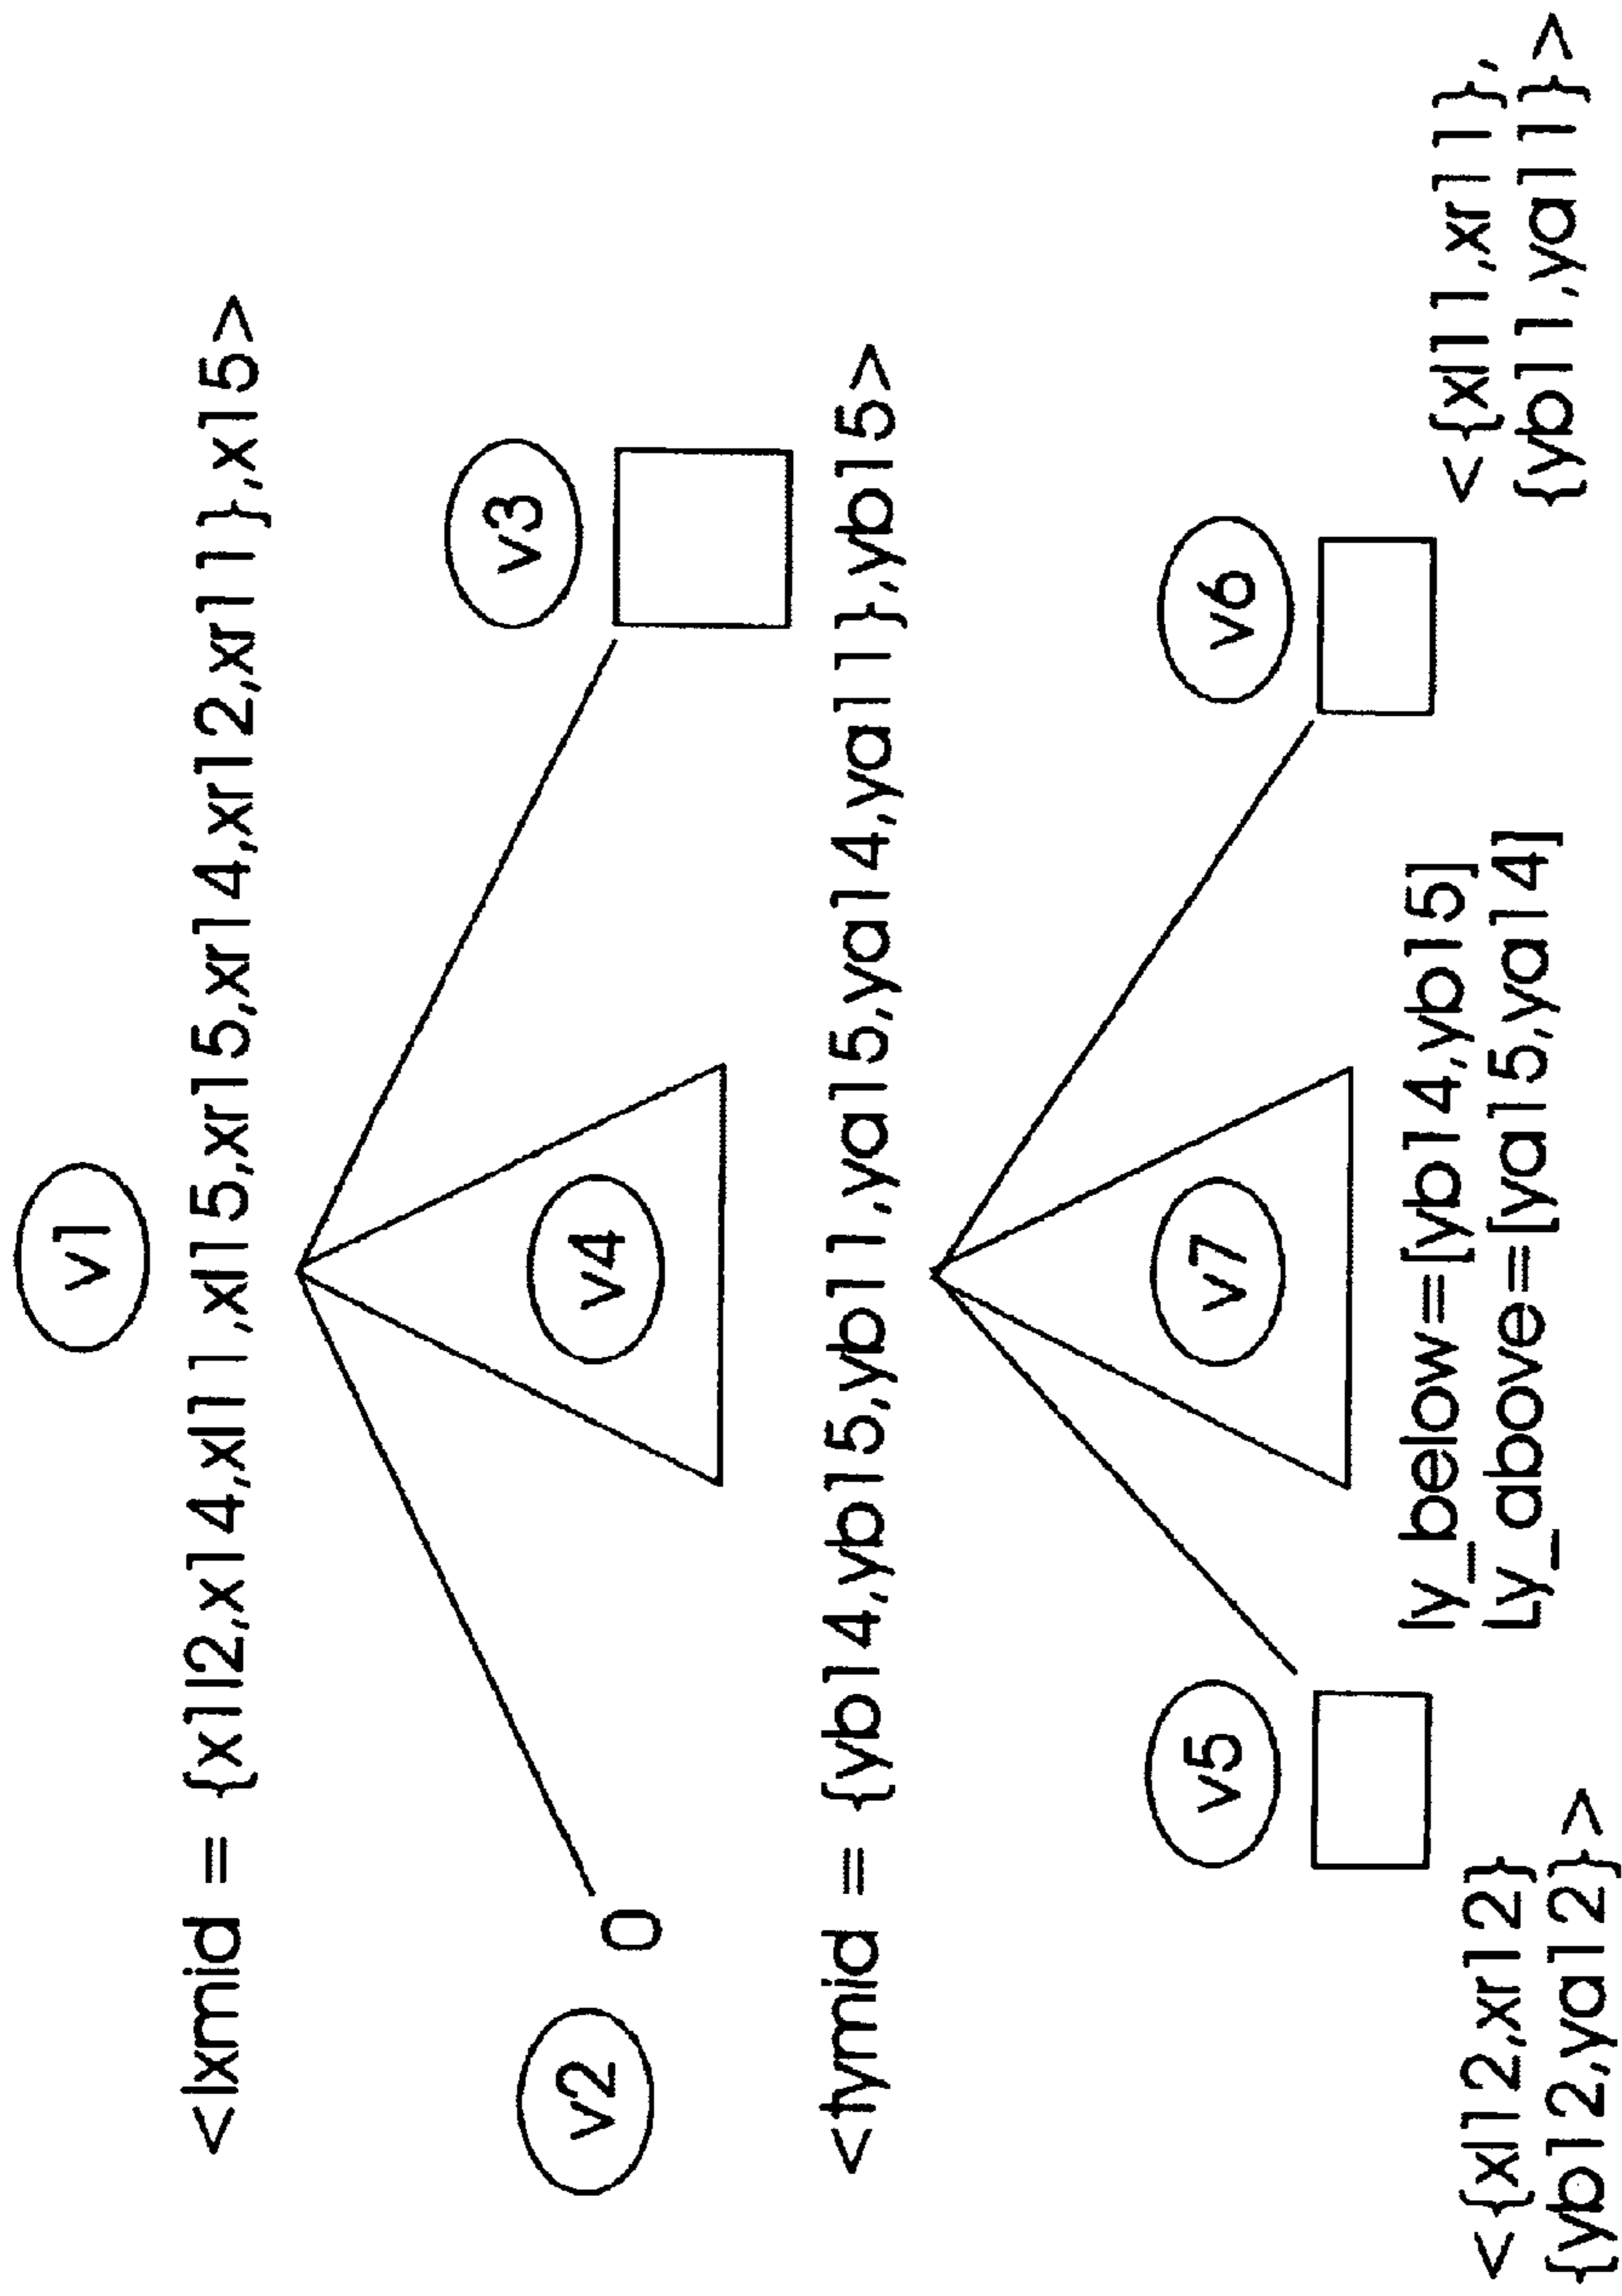 v1
<lxmid = {x1l2,x14,xl11,xl15,xr15,xr14,xr12,xr11},x15>
v2
0
v4
v3
<tymid = {yb14,yb15,yb11,ya15,ya14,ya11},yb15>
v5
v7
v6
<{xl12,xr12}
{yb12,ya12}>
ly_below=[yb14,yb15]
Ly_above=[ya15,ya14]
<{xl11,xr11},
{yb11,ya11}>